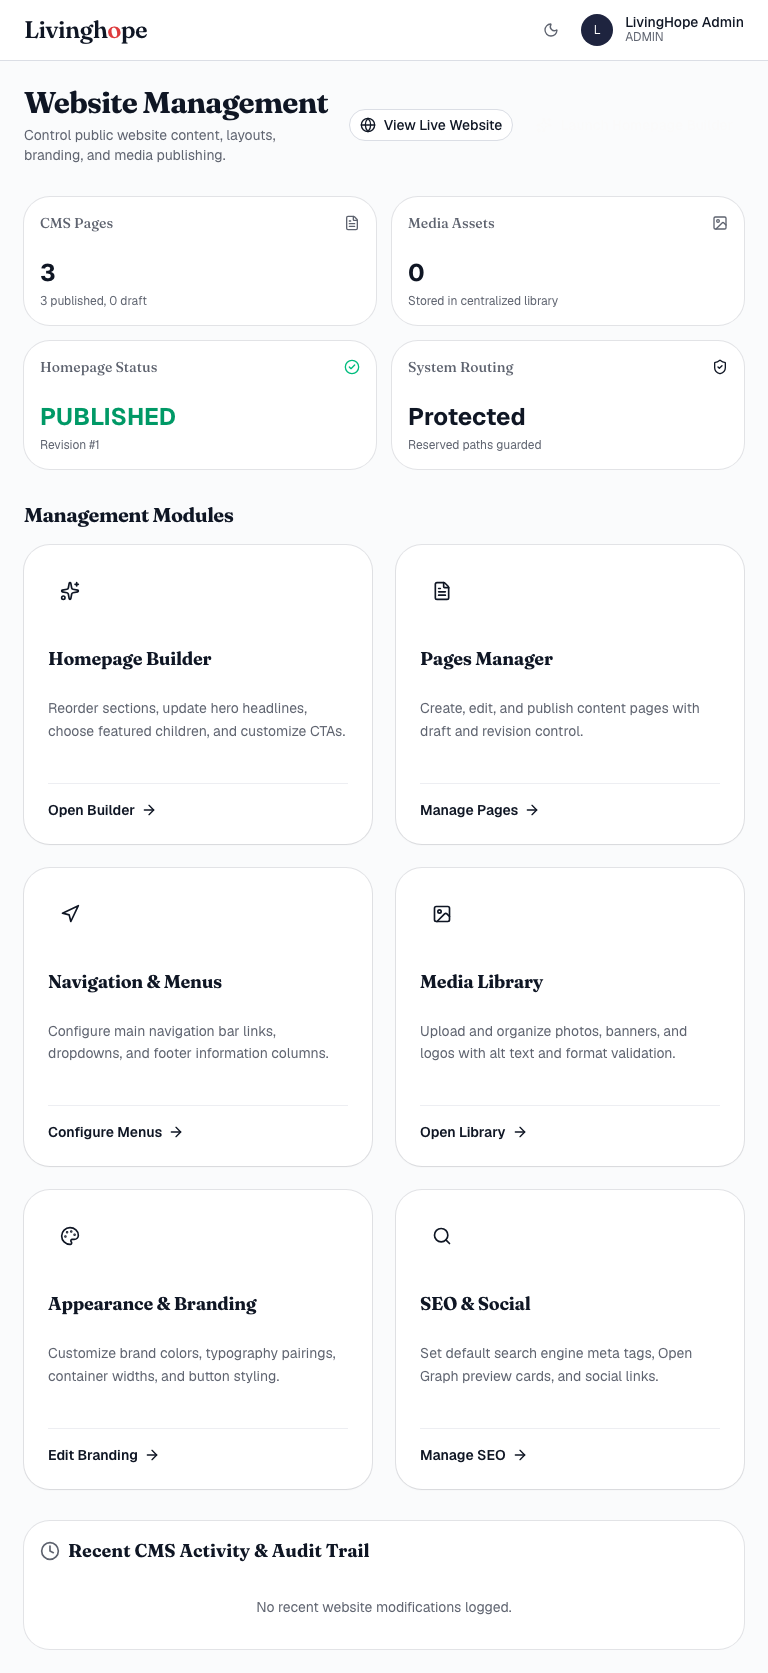 Livinghope
L
LivingHope Admin
ADMIN
Website Management
Control public website content, layouts,
branding, and media publishing.
View Live Website
CMS Pages
3
3 published, 0 draft
Media Assets
0
Stored in centralized library
Homepage Status
PUBLISHED
Revision #1
System Routing
Protected
Reserved paths guarded
Management Modules
Homepage Builder
Reorder sections, update hero headlines,
choose featured children, and customize CTAs.
Open Builder
Pages Manager
Create, edit, and publish content pages with
draft and revision control.
Manage Pages
Navigation & Menus
Configure main navigation bar links,
dropdowns, and footer information columns.
Configure Menus
Media Library
Upload and organize photos, banners, and
logos with alt text and format validation.
Open Library
Appearance & Branding
Customize brand colors, typography pairings,
container widths, and button styling.
Edit Branding
SEO & Social
Set default search engine meta tags, Open
Graph preview cards, and social links.
Manage SEO
Recent CMS Activity & Audit Trail
No recent website modifications logged.